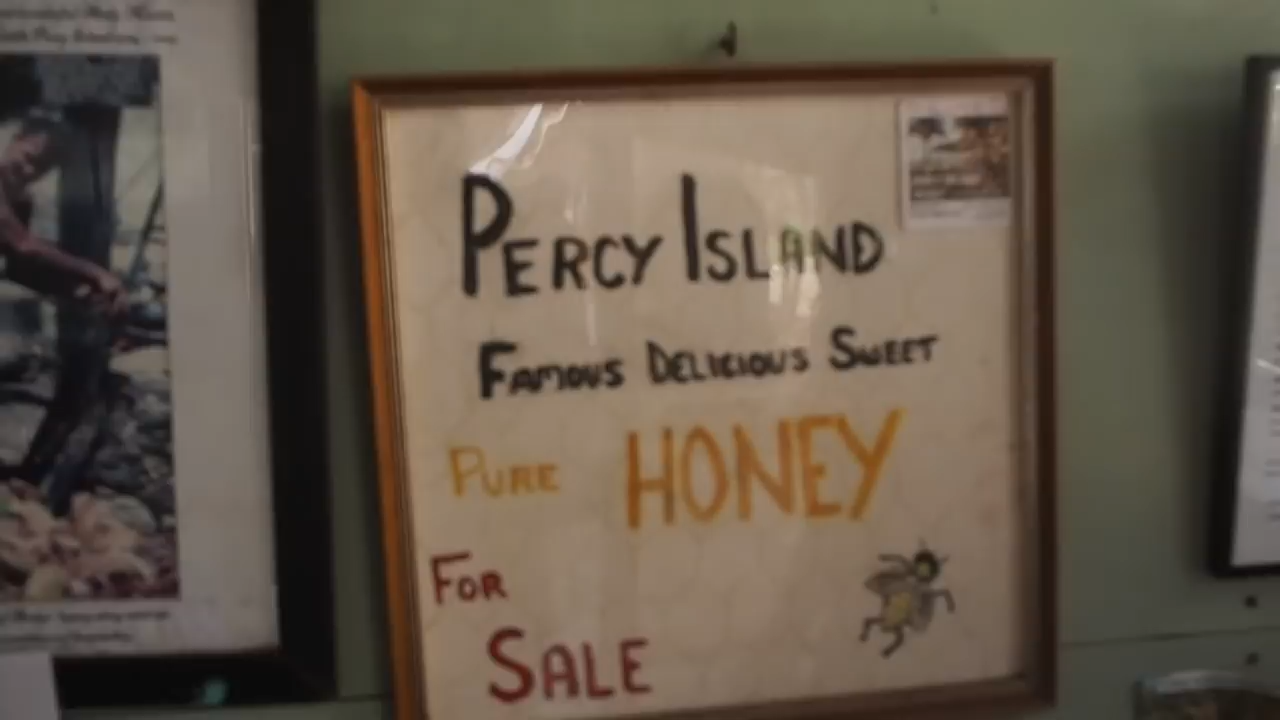 PERCY ISLAND
FAMOUS DELICIOUS SWEET
PURE HONEY
FOR
SALE